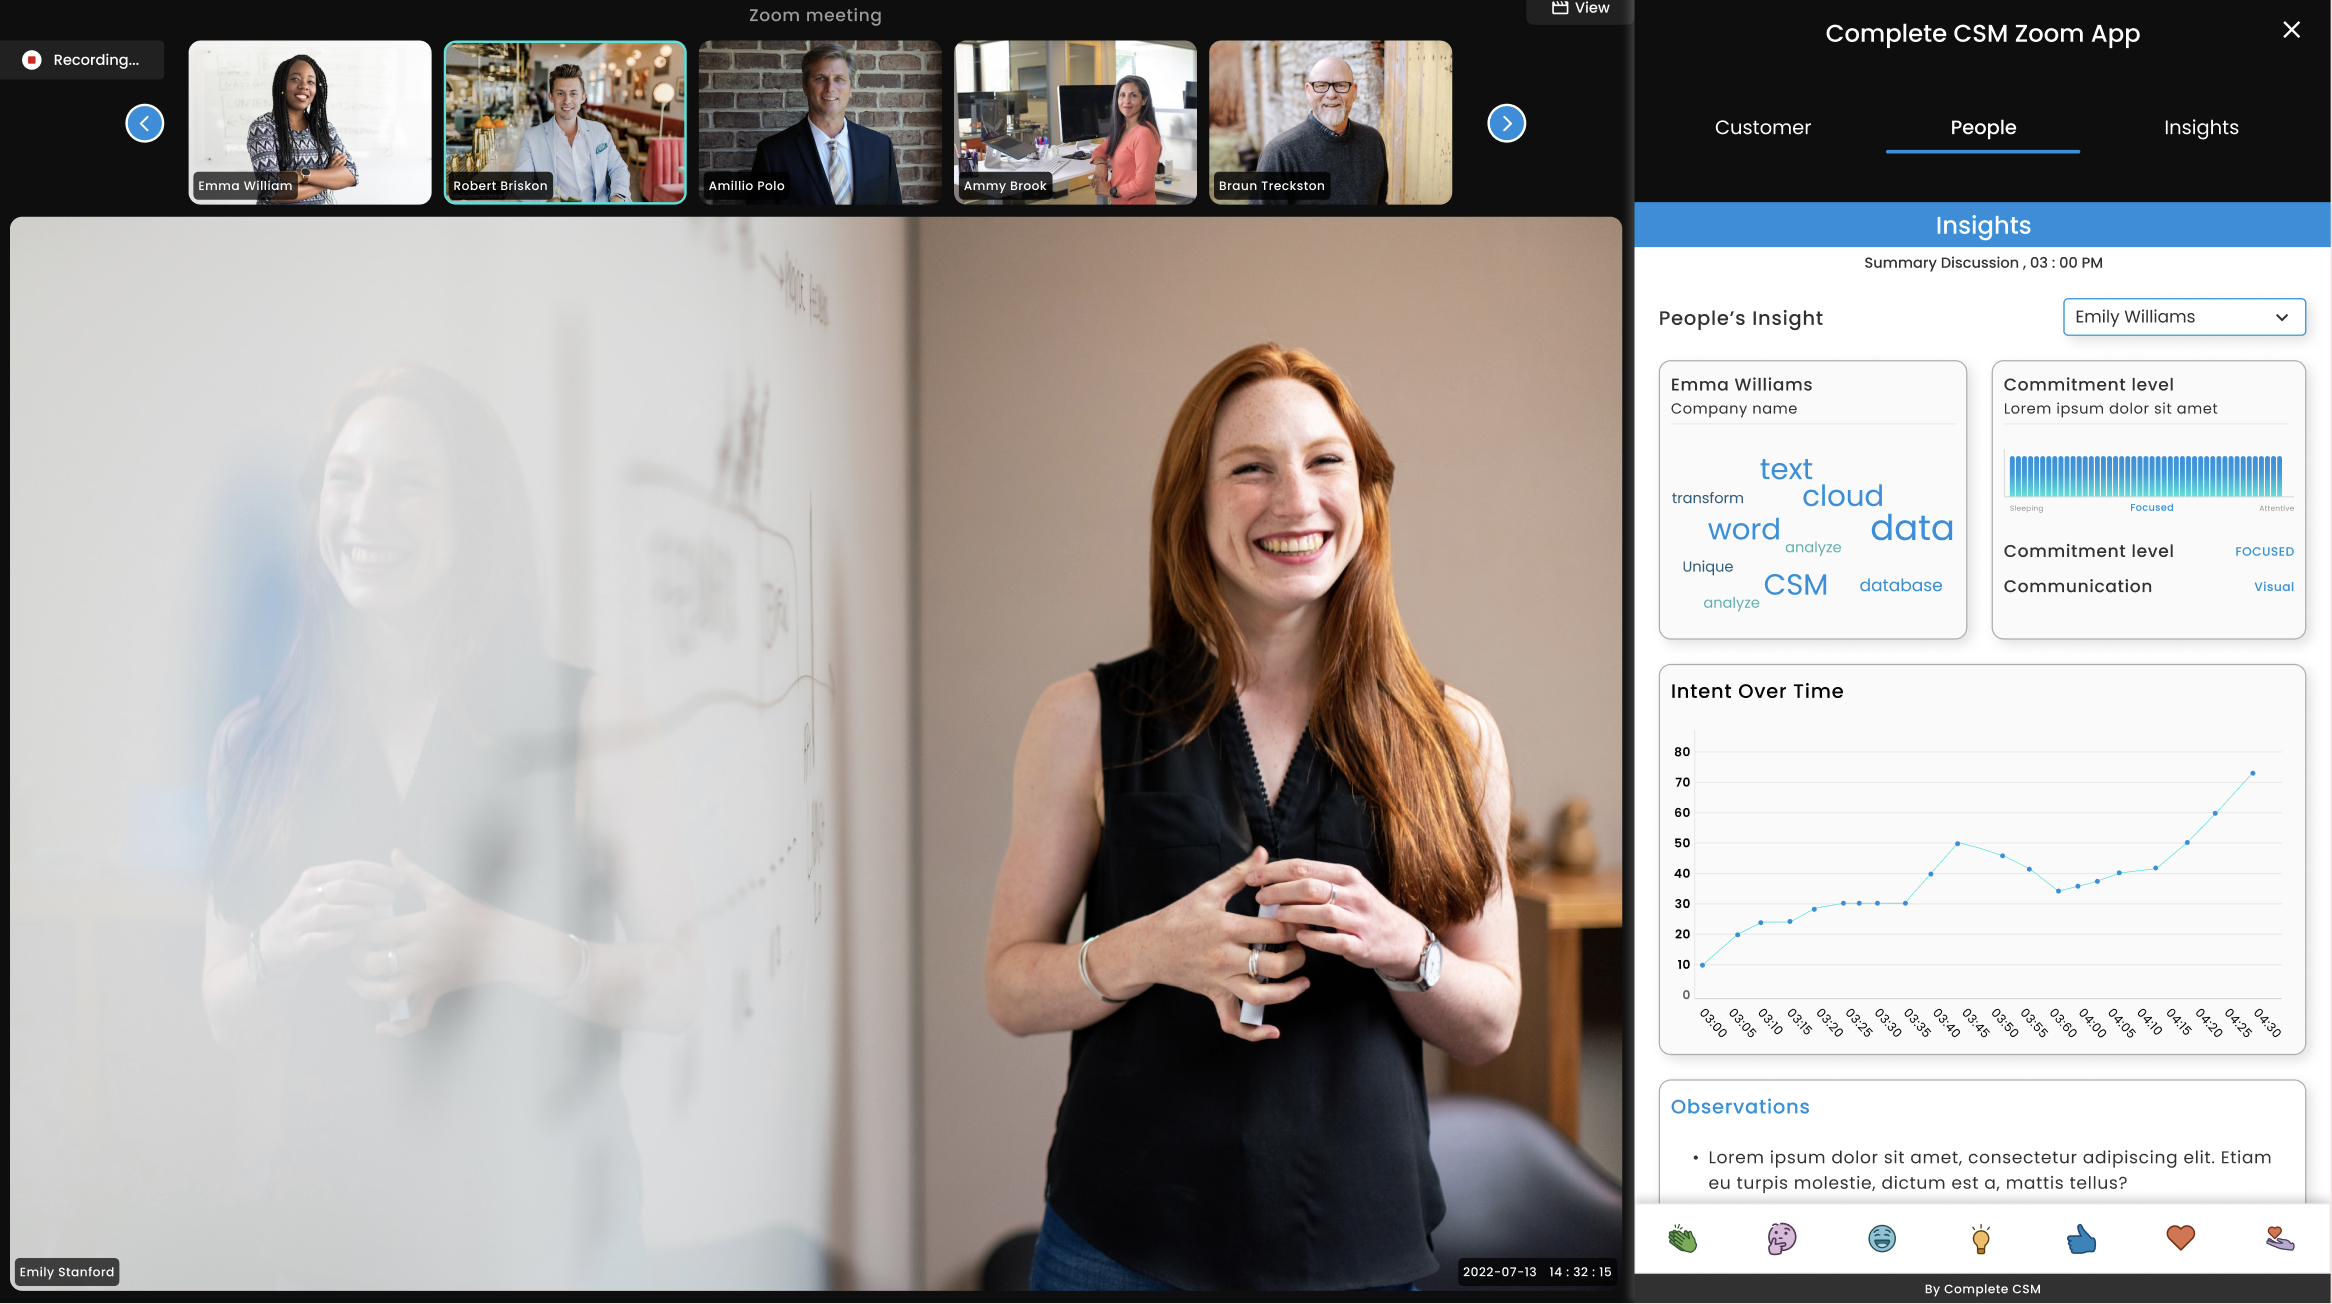 Zoom meeting
View
Recording...
Emma William
Robert Briskon
Amillio Polo
Ammy Brook
Braun Treckston
Emily Stanford
2022-07-13 14 : 32 : 15
Complete CSM Zoom App
Customer
People
Insights
Insights
Summary Discussion , 03 : 00 PM
People's Insight
Emily Williams
Emma Williams
Company name
text
transform
cloud
word
data
analyze
Unique
CSM
database
analyze
Commitment level
Lorem ipsum dolor sit amet
Sleeping
Focused
Attentive
Commitment level
FOCUSED
Communication
Visual
Intent Over Time
80
70
60
50
40
30
20
10
0
03:00
03:05
03:10
03:15
03:20
03:25
03:30
03:35
03:40
03:45
03:50
03:55
03:60
04:00
04:05
04:10
04:15
04:20
04:25
04:30
Observations
• Lorem ipsum dolor sit amet, consectetur adipiscing elit. Etiam
eu turpis molestie, dictum est a, mattis tellus?
By Complete CSM